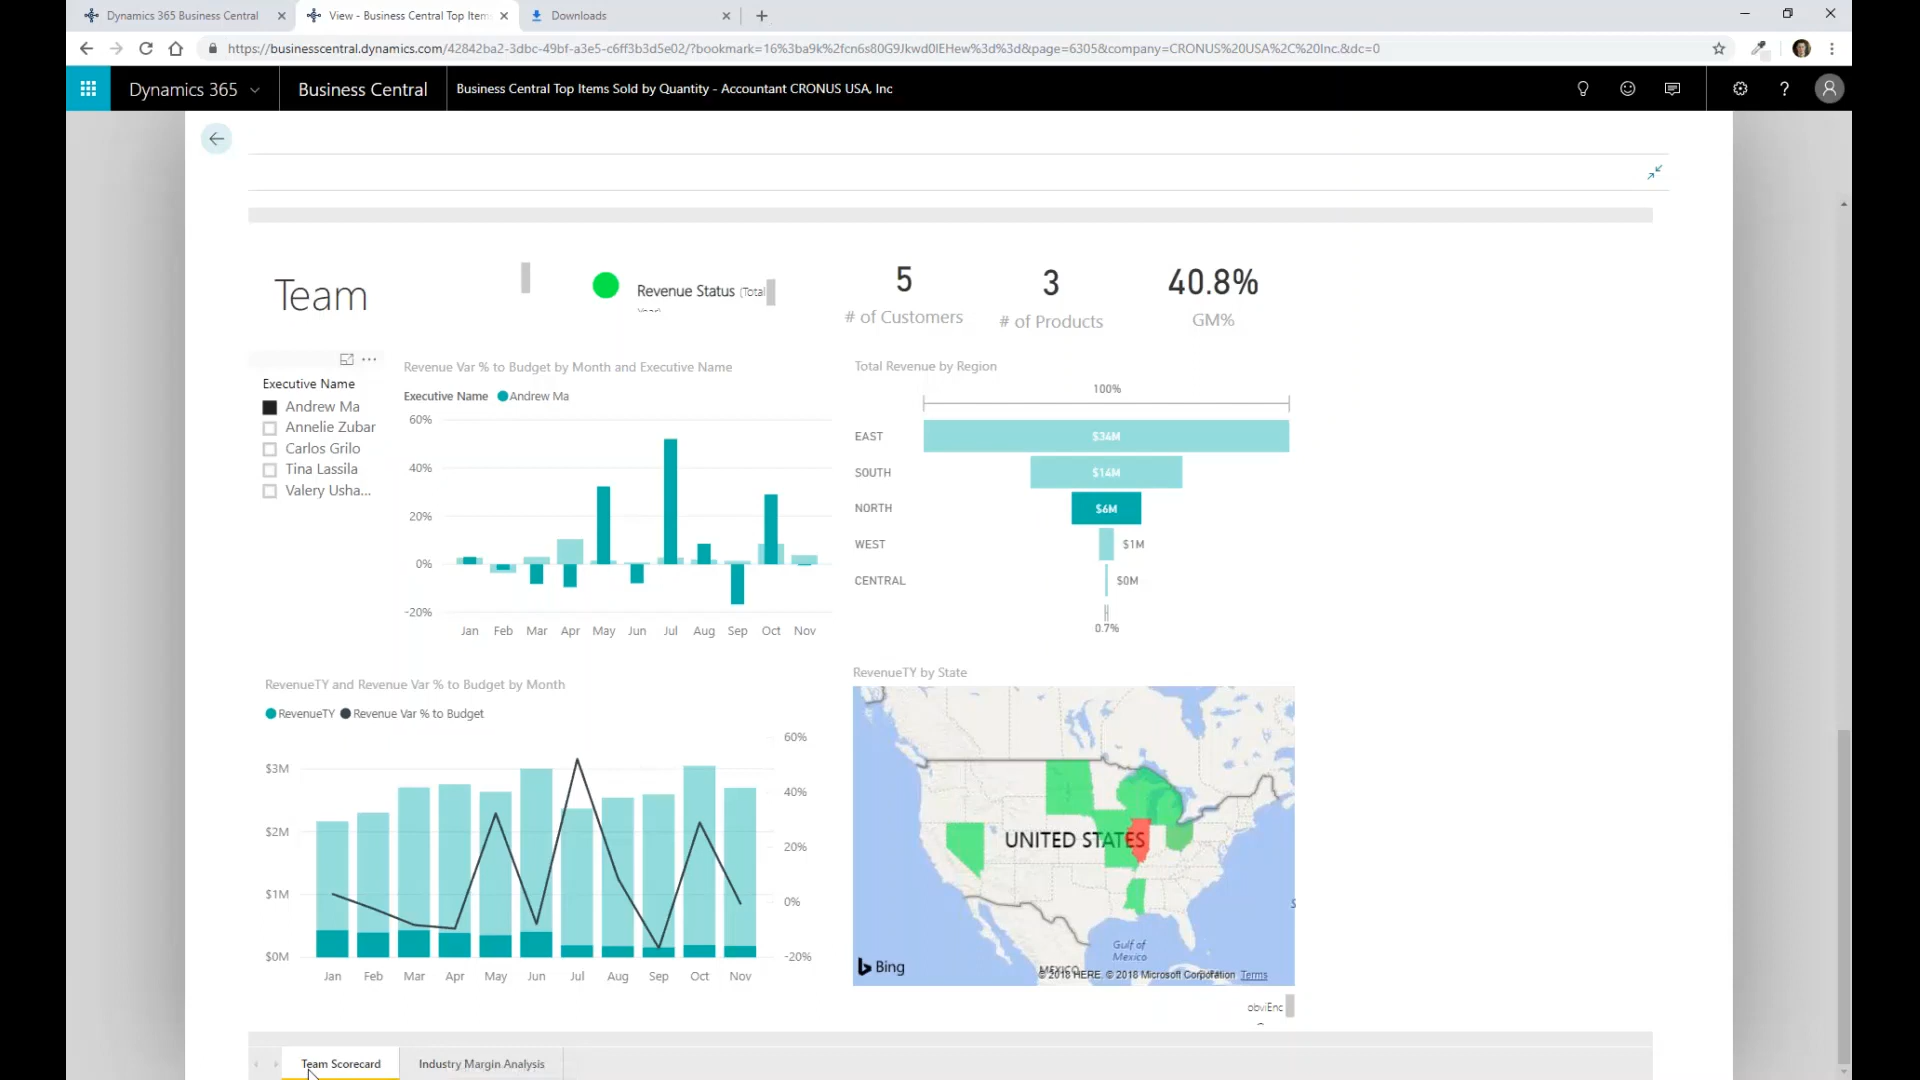 Dynamics 365 Business Central
View - Business Central Top Item
Downloads
https://businesscentral.dynamics.com/42842ba2-3dbc-49bf-a3e5-c6ff3b3d5e02/?bookmark=16%3ba9k%2fcn6s80G9Jkwd0lEHew%3d%3d&page=6305&company=CRONUS%20USA%2C%20Inc.&dc=0
Dynamics 365
Business Central
Business Central Top Items Sold by Quantity - Accountant CRONUS USA, Inc
Team
Revenue Status (Total
5
# of Customers
3
# of Products
40.8%
GM%
Executive Name
Andrew Ma
Annelie Zubar
Carlos Grilo
Tina Lassila
Valery Usha...
Revenue Var % to Budget by Month and Executive Name
Executive Name Andrew Ma
60%
40%
20%
0%
-20%
Jan Feb Mar Apr May Jun Jul Aug Sep Oct Nov
Total Revenue by Region
100%
EAST $34M
SOUTH $14M
NORTH $6M
WEST $1M
CENTRAL $0M
0.7%
RevenueTY and Revenue Var % to Budget by Month
RevenueTY Revenue Var % to Budget
$3M
$2M
$1M
$0M
60%
40%
20%
0%
-20%
Jan Feb Mar Apr May Jun Jul Aug Sep Oct Nov
RevenueTY by State
UNITED STATES
Gulf of
Mexico
MEXICO
Bing
© 2018 HERE, © 2018 Microsoft Corporation Terms
obviEnc
Team Scorecard
Industry Margin Analysis